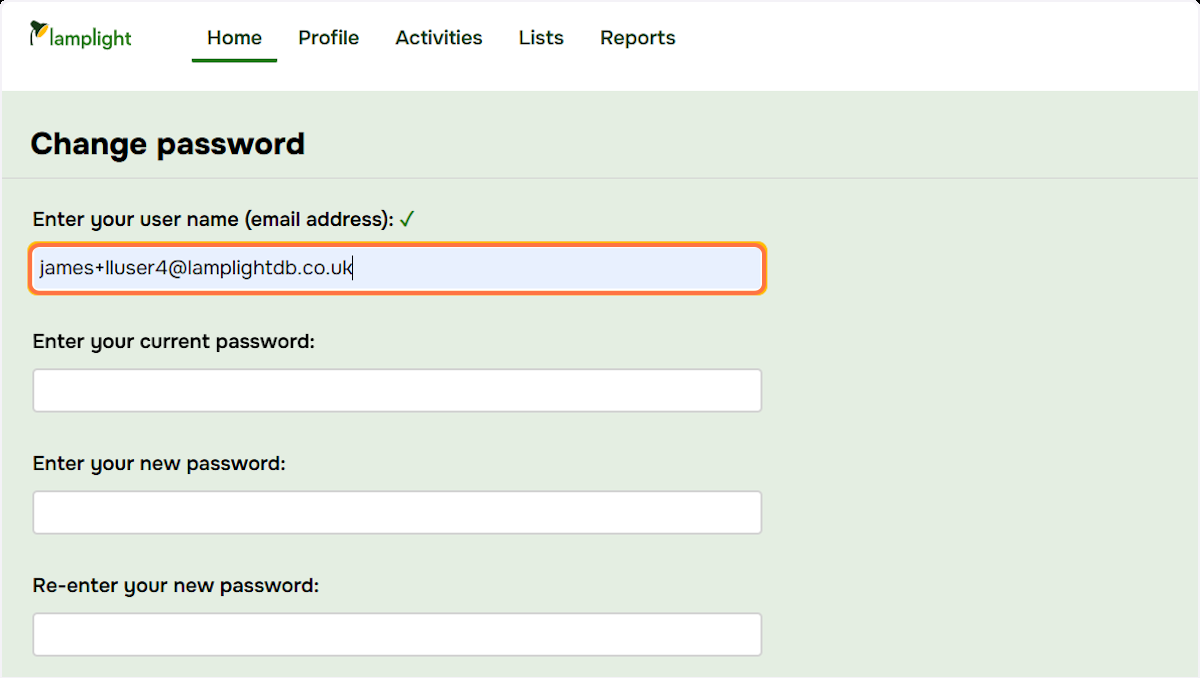 lamplight
Home Profile Activities Lists Reports
Change password
Enter your user name (email address): ✓
james+lluser4@lamplightdb.co.uk
Enter your current password:
Enter your new password:
Re-enter your new password: